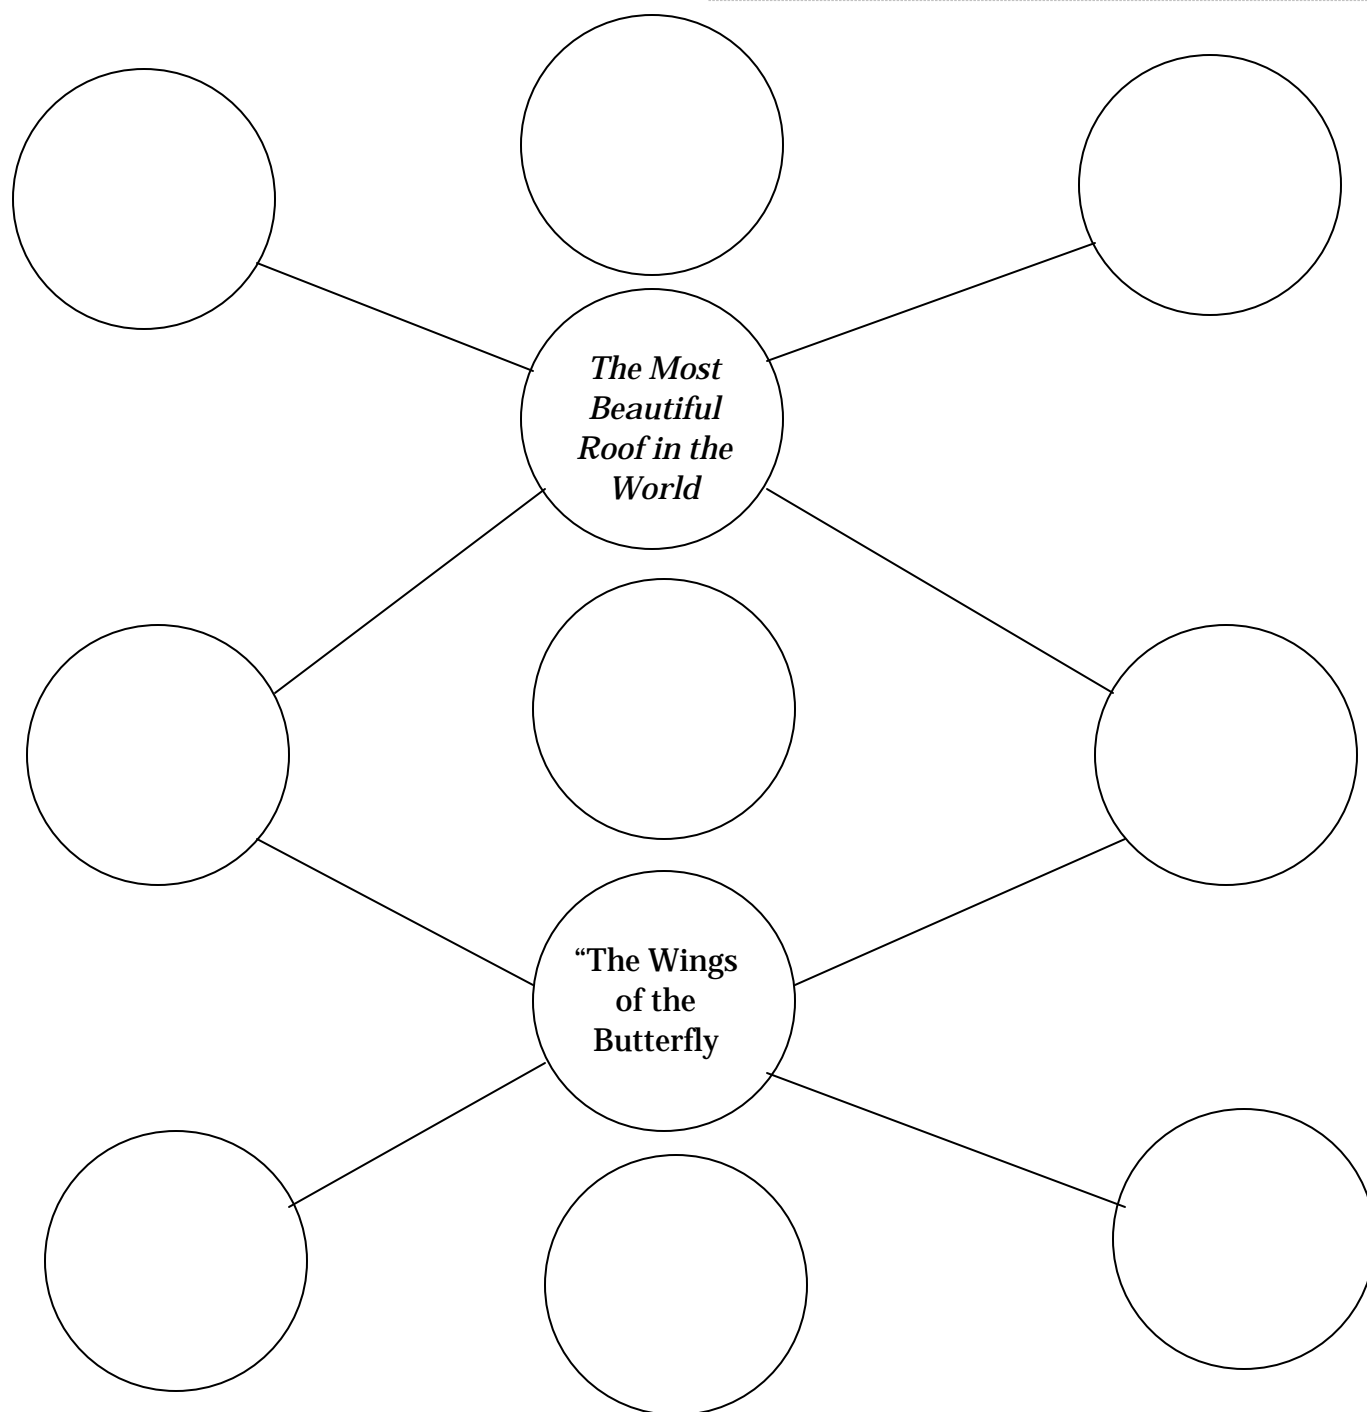 The Most
Beautiful
Roof in the
World
“The Wings
of the
Butterfly